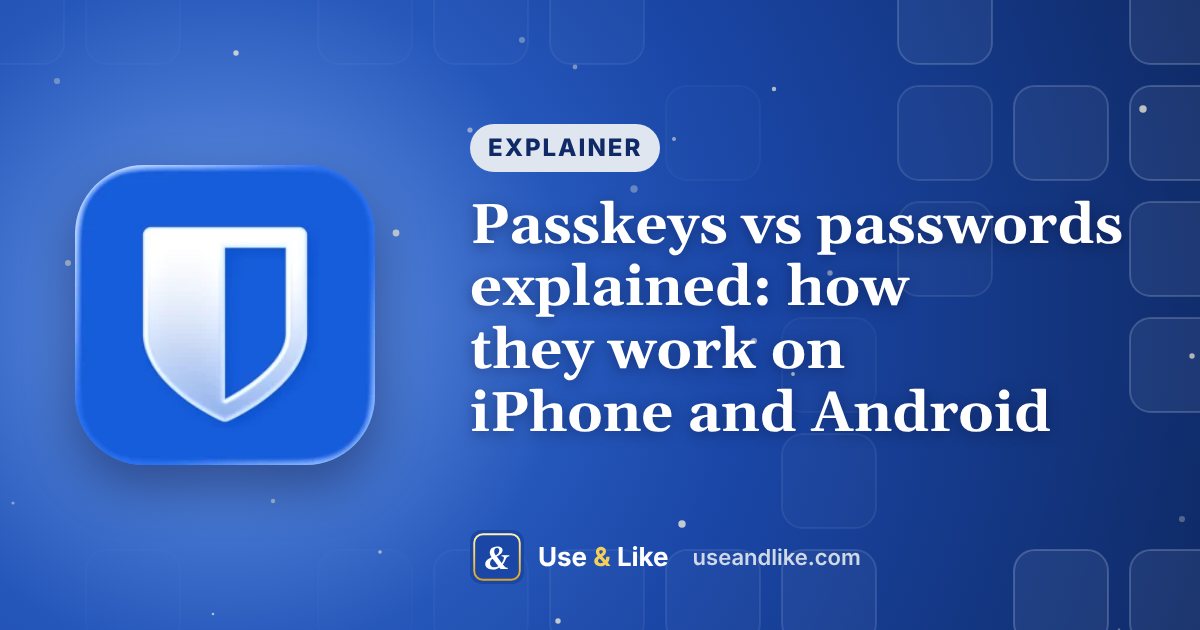 EXPLAINER
Passkeys vs passwords
explained: how
they work on
iPhone and Android
& Use & Like useandlike.com